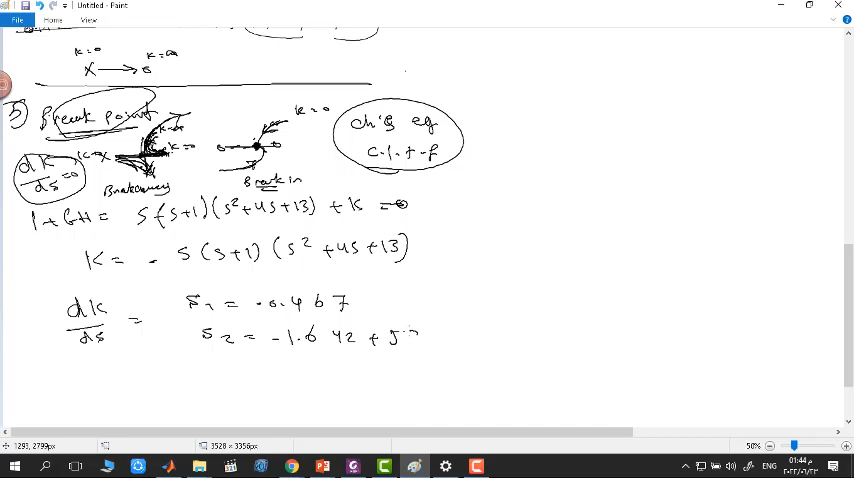 Untitled - Paint
File Home View
K=0 K=∞
X → o
5) Break point
K=0
ch's eq
c.l.t.f
dK/ds = 0
K=0
Breakaway
Break in
1+GH = s(s+1)(s²+4s+13) + K = 0
K = - s(s+1)(s²+4s+13)
dK/ds =
s₁ = -0.467
s₂ = -1.642 +
1293, 2799px
3528 × 3356px
50%
ENG
01:44 م